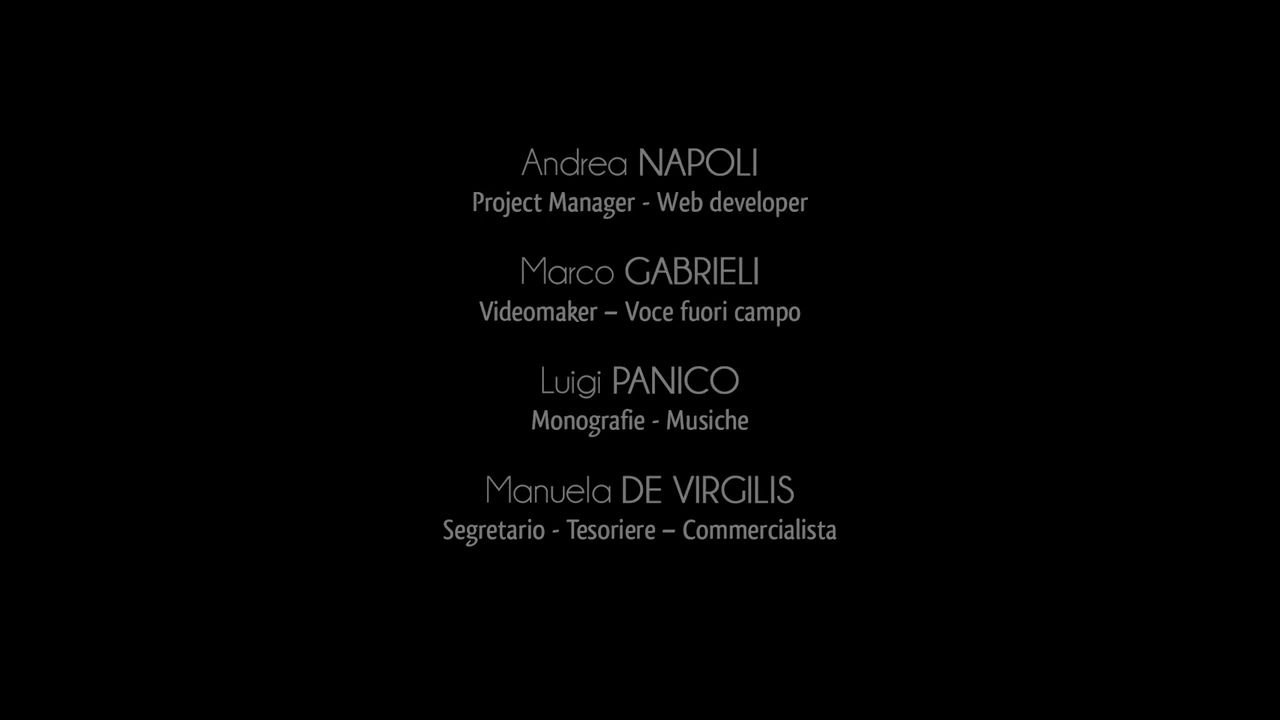 Andrea NAPOLI
Project Manager - Web developer
Marco GABRIELI
Videomaker – Voce fuori campo
Luigi PANICO
Monografie - Musiche
Manuela DE VIRGILIS
Segretario - Tesoriere – Commercialista